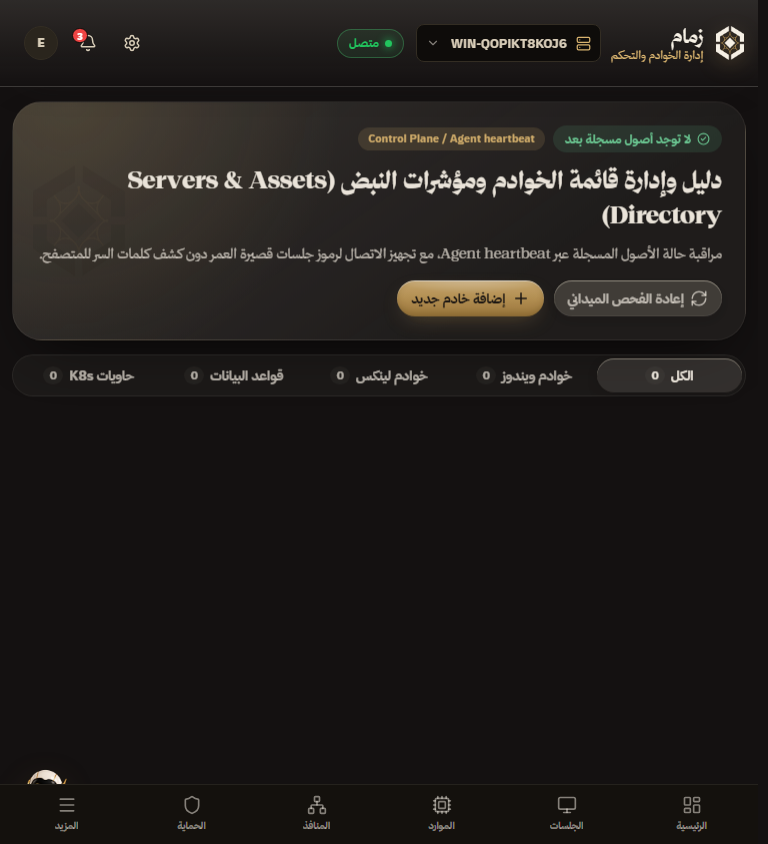 زمام
إدارة الخوادم والتحكم
WIN-QOPIKT8KOJ6
متصل
3
E
لا توجد أصول مسجلة بعد
Control Plane / Agent heartbeat
دليل وإدارة قائمة الخوادم ومؤشرات النبض (Servers & Assets
Directory)
مراقبة حالة الأصول المسجلة عبر Agent heartbeat، مع تجهيز الاتصال لرموز جلسات قصيرة العمر دون كشف كلمات السر للمتصفح.
إعادة الفحص الميداني
إضافة خادم جديد
الكل 0
خوادم ويندوز 0
خوادم لينكس 0
قواعد البيانات 0
حاويات K8s 0
الرئيسية
الجلسات
الموارد
المنافذ
الحماية
المزيد